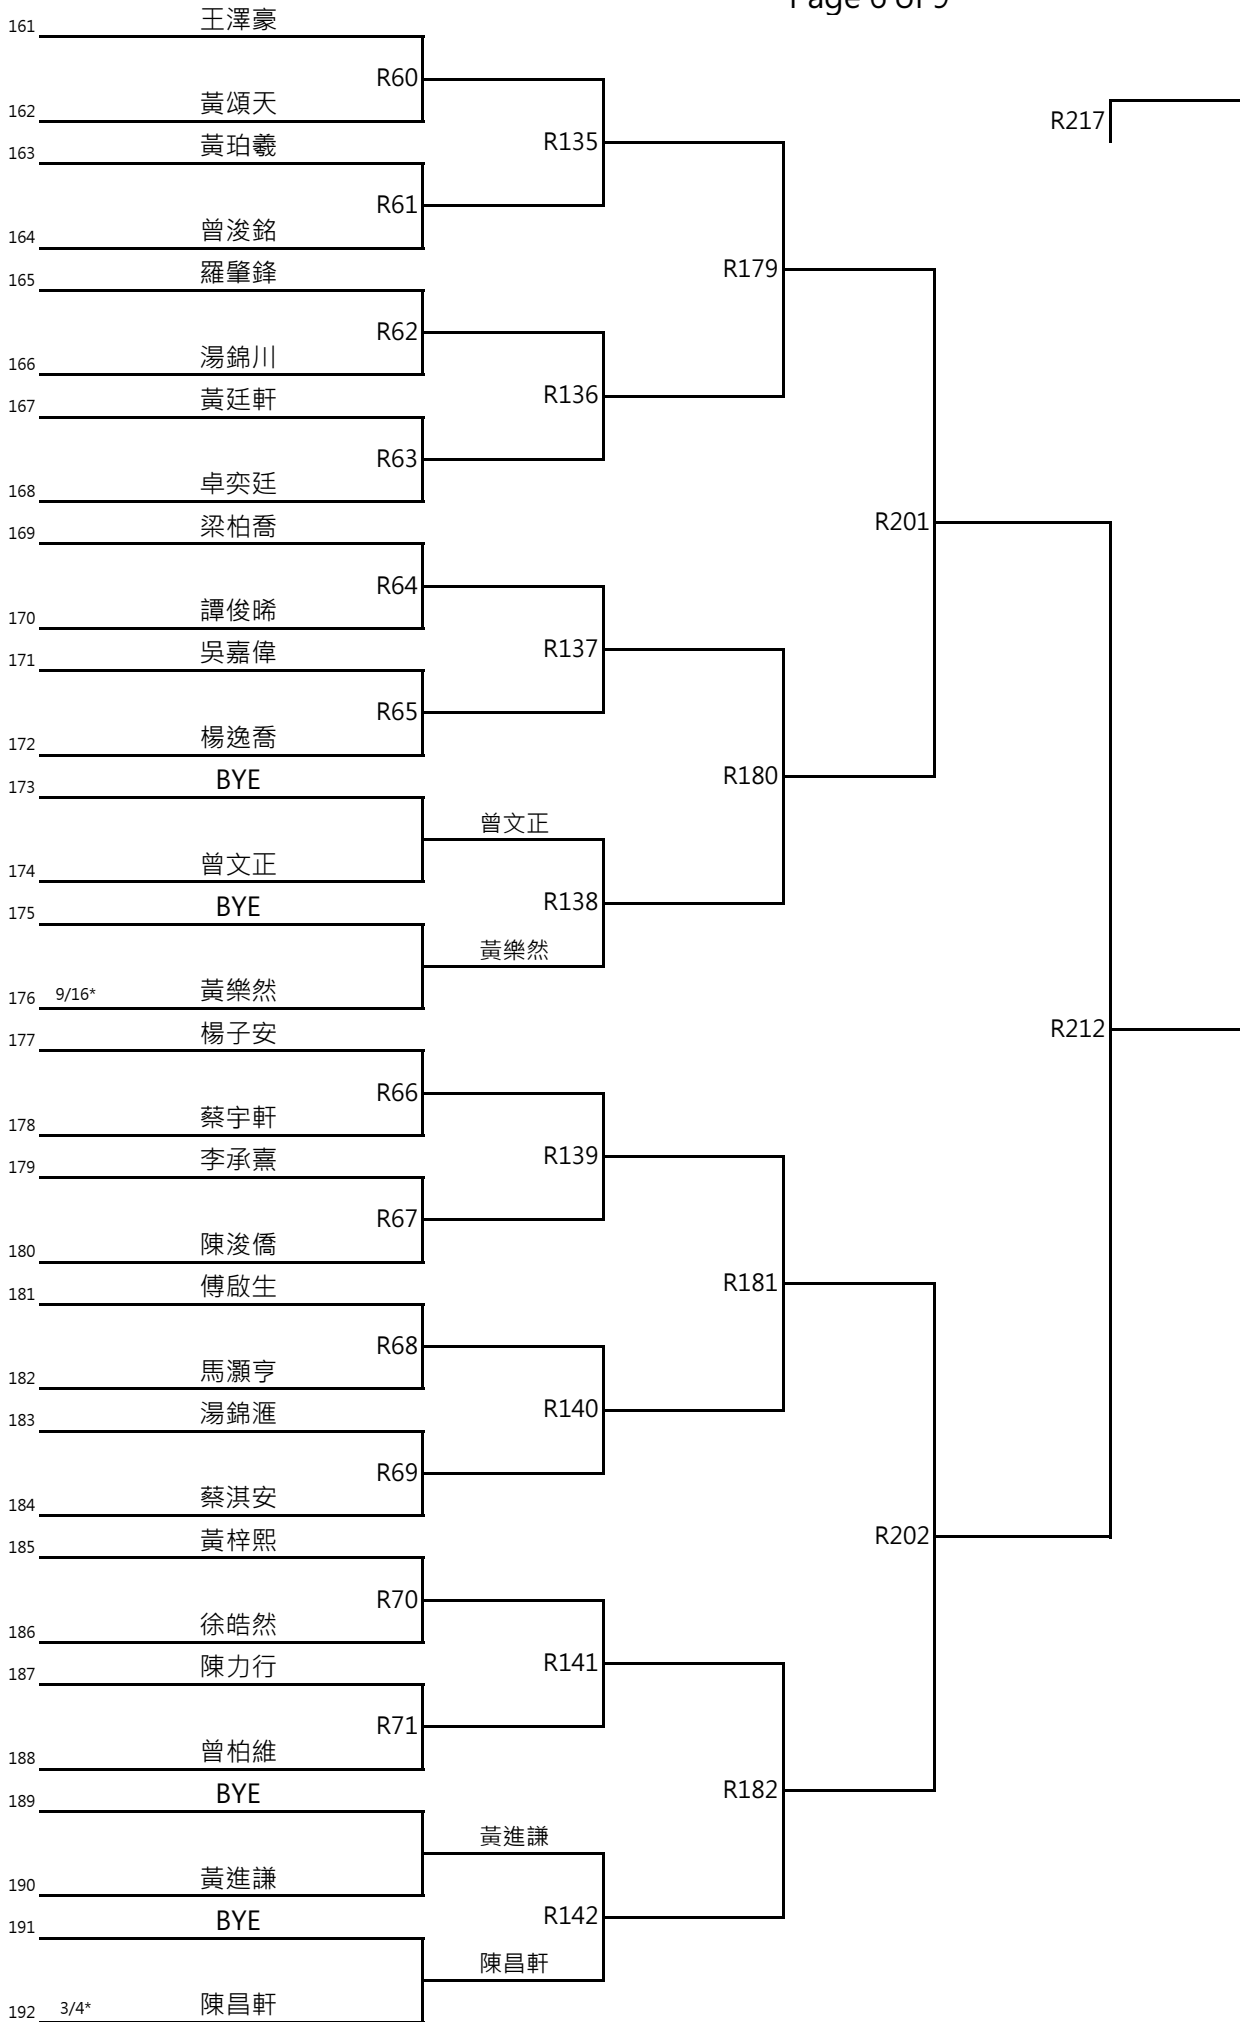 Page 6 of 9
161 王澤豪
R60
162 黃頌天
R217
R135
163 黃珀羲
R61
164 曾浚銘
R179
165 羅肇鋒
R62
166 湯錦川
R136
167 黃廷軒
R63
168 卓奕廷
R201
169 梁柏喬
R64
170 譚俊晞
R137
171 吳嘉偉
R65
172 楊逸喬
R180
173 BYE
曾文正
174 曾文正
R138
175 BYE
黃樂然
176 9/16* 黃樂然
R212
177 楊子安
R66
178 蔡宇軒
R139
179 李承熹
R67
180 陳浚僑
R181
181 傅啟生
R68
182 馬灝亨
R140
183 湯錦滙
R69
184 蔡淇安
R202
185 黃梓熙
R70
186 徐皓然
R141
187 陳力行
R71
188 曾柏維
R182
189 BYE
黃進謙
190 黃進謙
R142
191 BYE
陳昌軒
192 3/4* 陳昌軒